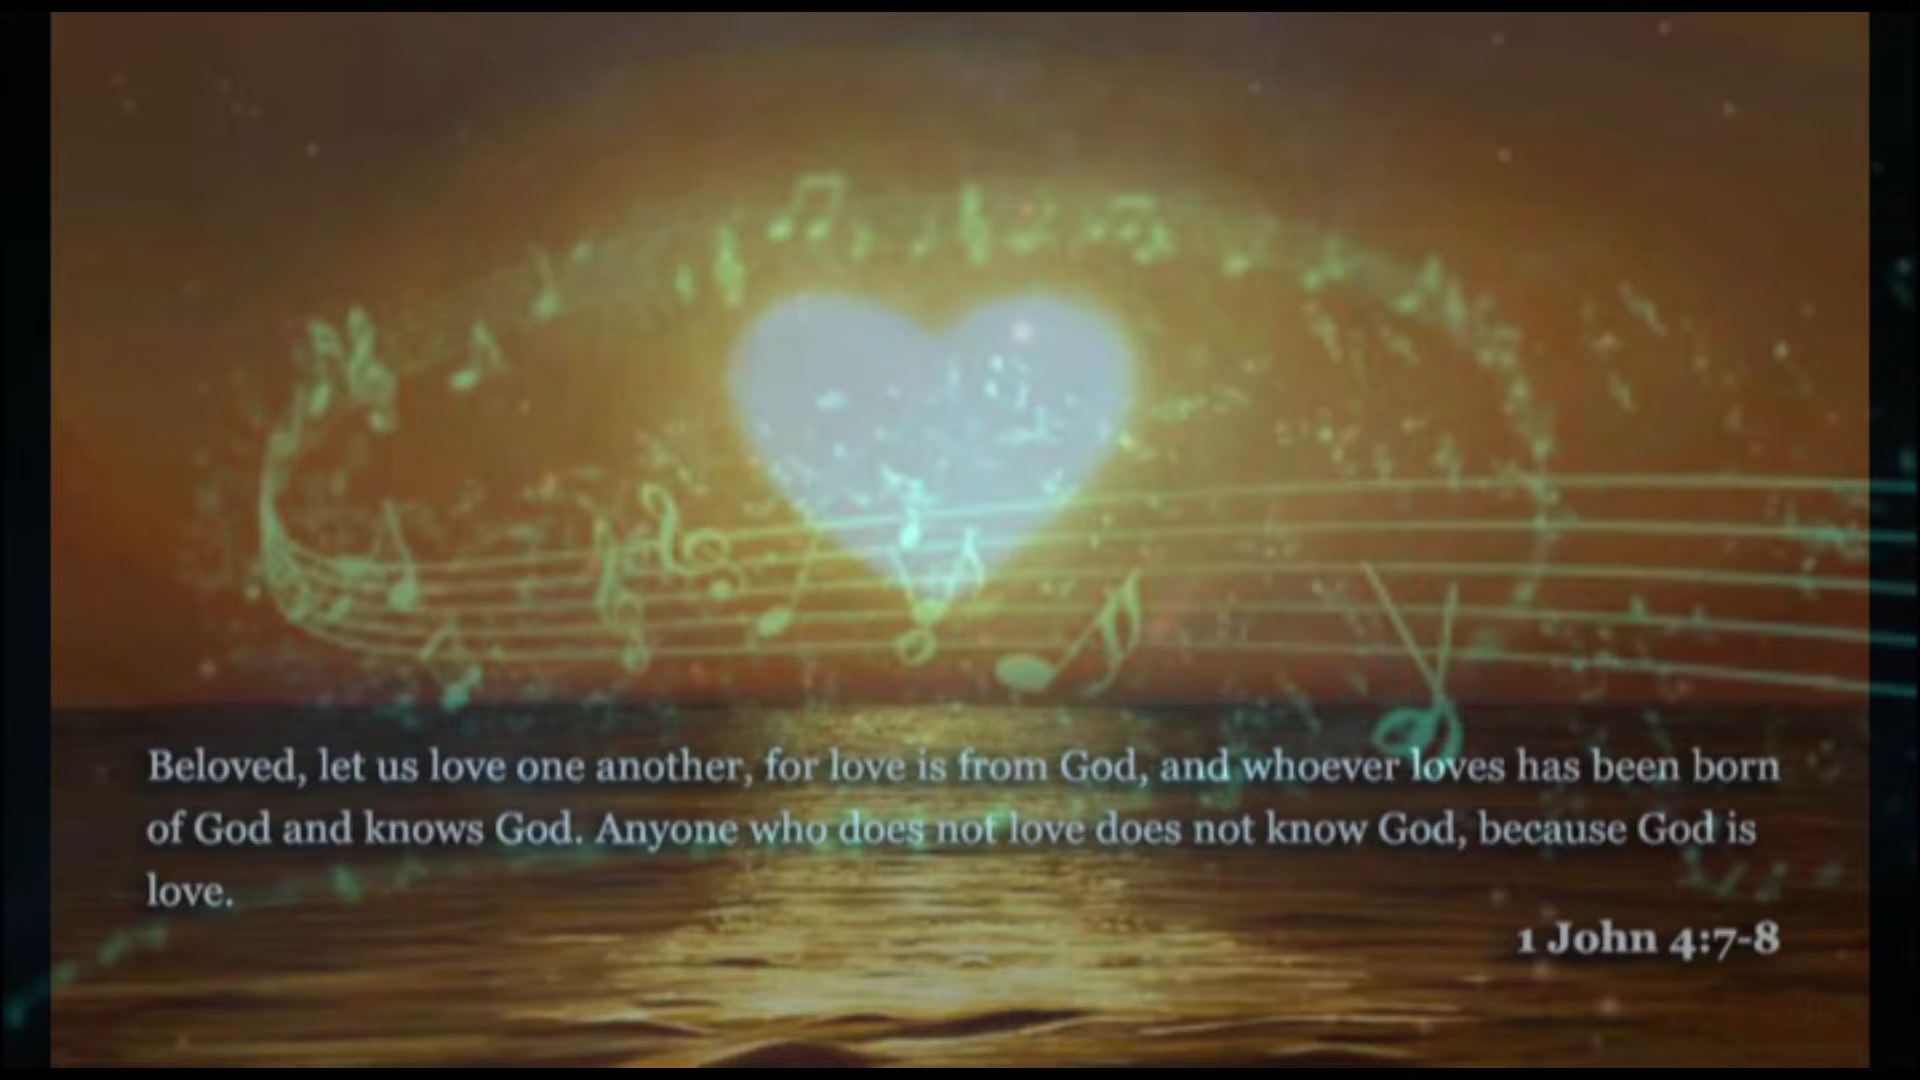 Beloved, let us love one another, for love is from God, and whoever loves has been born
of God and knows God. Anyone who does not love does not know God, because God is
love.
1 John 4:7-8